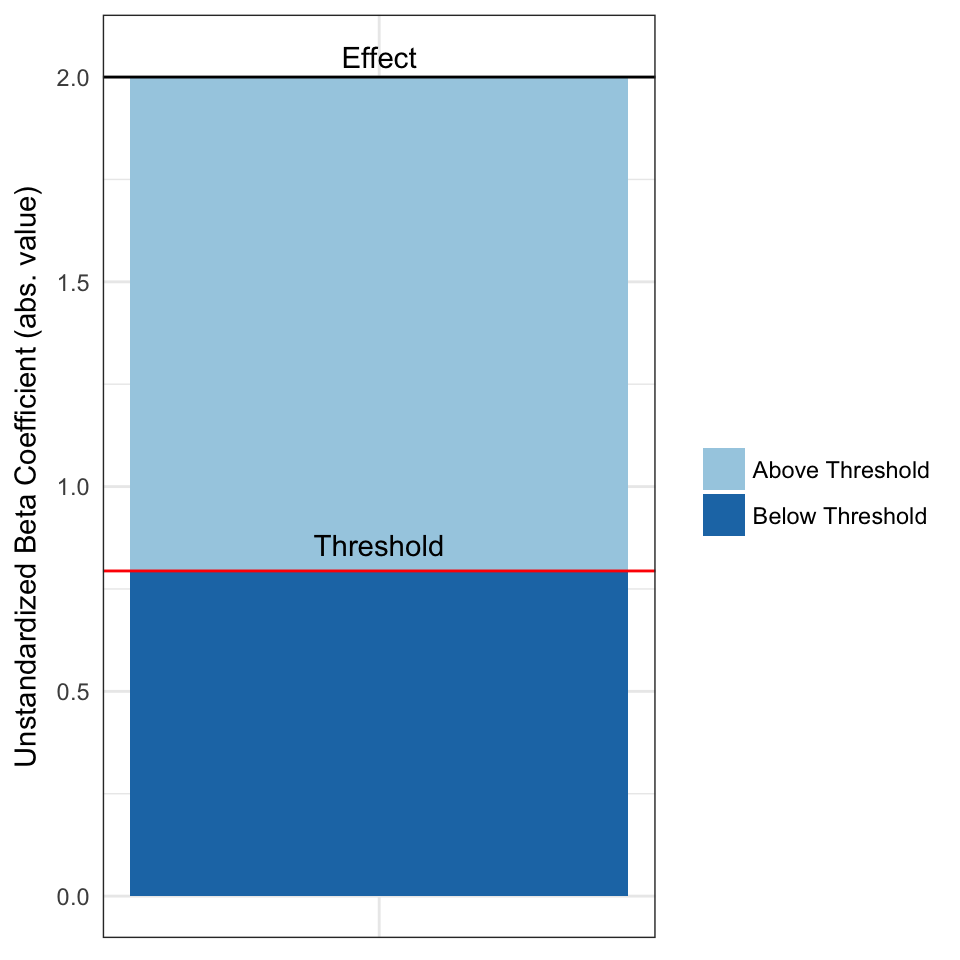 Unstandardized Beta Coefficient (abs. value)
2.0
1.5
1.0
0.5
0.0
Effect
Threshold
Above Threshold
Below Threshold